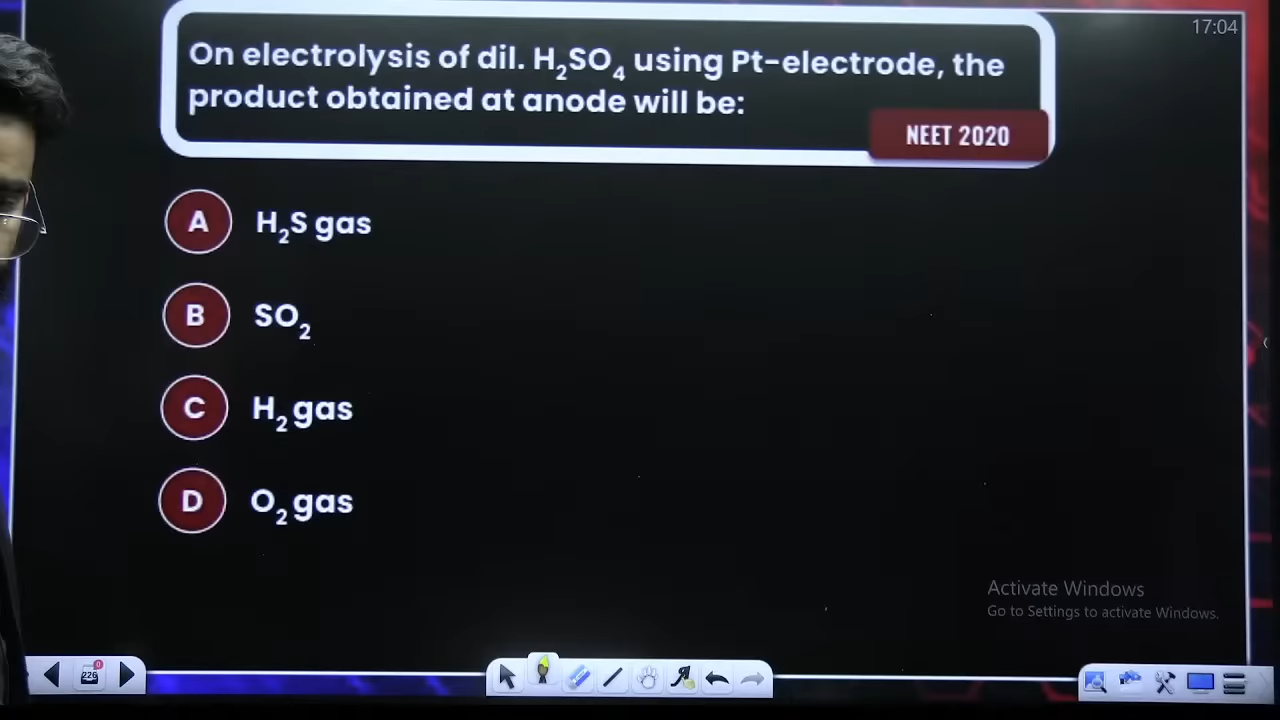 17:04
On electrolysis of dil. H₂SO₄ using Pt-electrode, the
product obtained at anode will be:
NEET 2020
A H₂S gas
B SO₂
C H₂ gas
D O₂ gas
Activate Windows
Go to Settings to activate Windows.
226
0